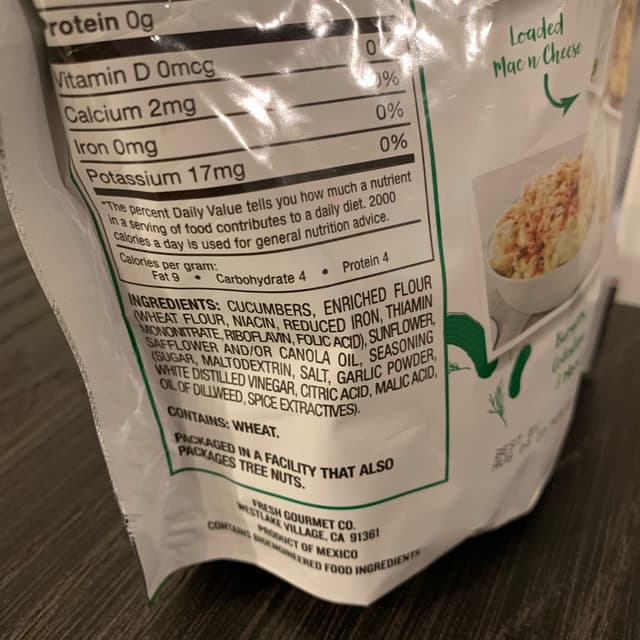 rotein 0g
Vitamin D 0mcg
0%
Calcium 2mg
0%
Iron 0mg
0%
Potassium 17mg
*The percent Daily Value tells you how much a nutrient
in a serving of food contributes to a daily diet. 2000
calories a day is used for general nutrition advice.
Calories per gram:
Fat 9 • Carbohydrate 4 • Protein 4
INGREDIENTS: CUCUMBERS, ENRICHED FLOUR
(WHEAT FLOUR, NIACIN, REDUCED IRON, THIAMIN
MONONITRATE, RIBOFLAVIN, FOLIC ACID), SUNFLOWER,
SAFFLOWER AND/OR CANOLA OIL, SEASONING
(SUGAR, MALTODEXTRIN, SALT, GARLIC POWDER,
WHITE DISTILLED VINEGAR, CITRIC ACID, MALIC ACID,
OIL OF DILLWEED, SPICE EXTRACTIVES).
CONTAINS: WHEAT.
PACKAGED IN A FACILITY THAT ALSO
PACKAGES TREE NUTS.
FRESH GOURMET CO.
WESTLAKE VILLAGE, CA 91361
PRODUCT OF MEXICO
CONTAINS BIOENGINEERED FOOD INGREDIENTS
Loaded
Mac n Cheese